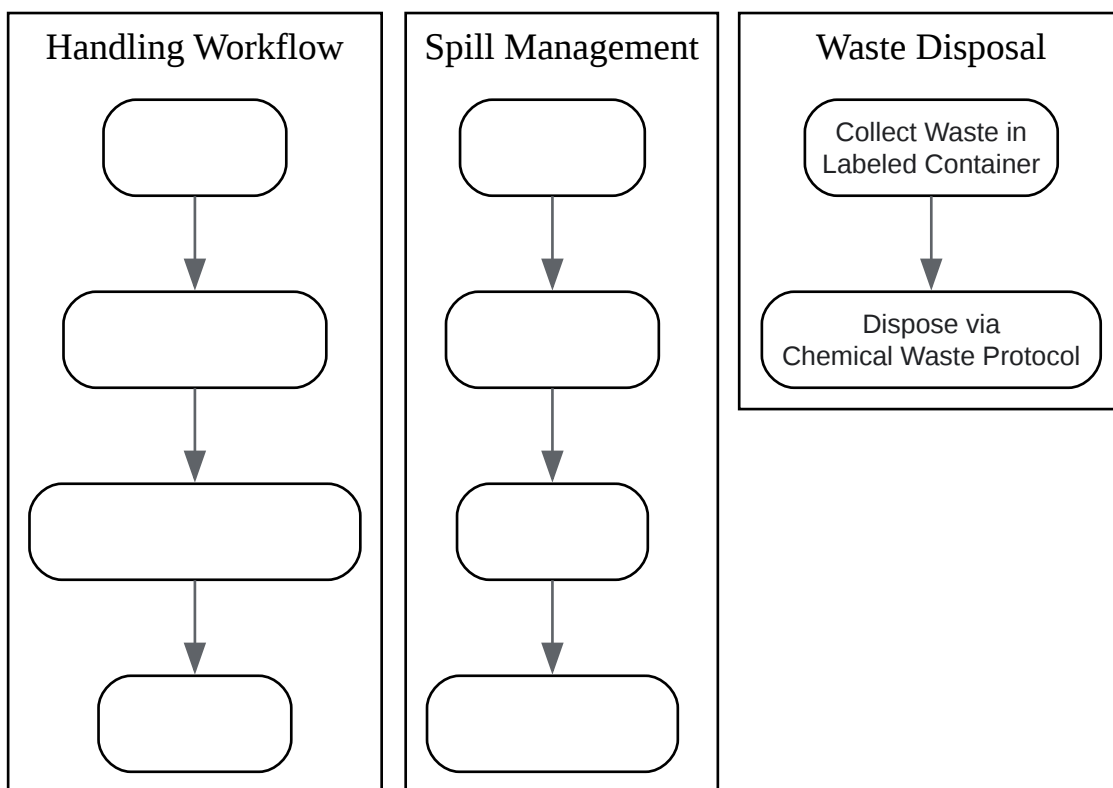 Handling Workflow
Spill Management
Waste Disposal
Collect Waste in
Labeled Container
Dispose via
Chemical Waste Protocol